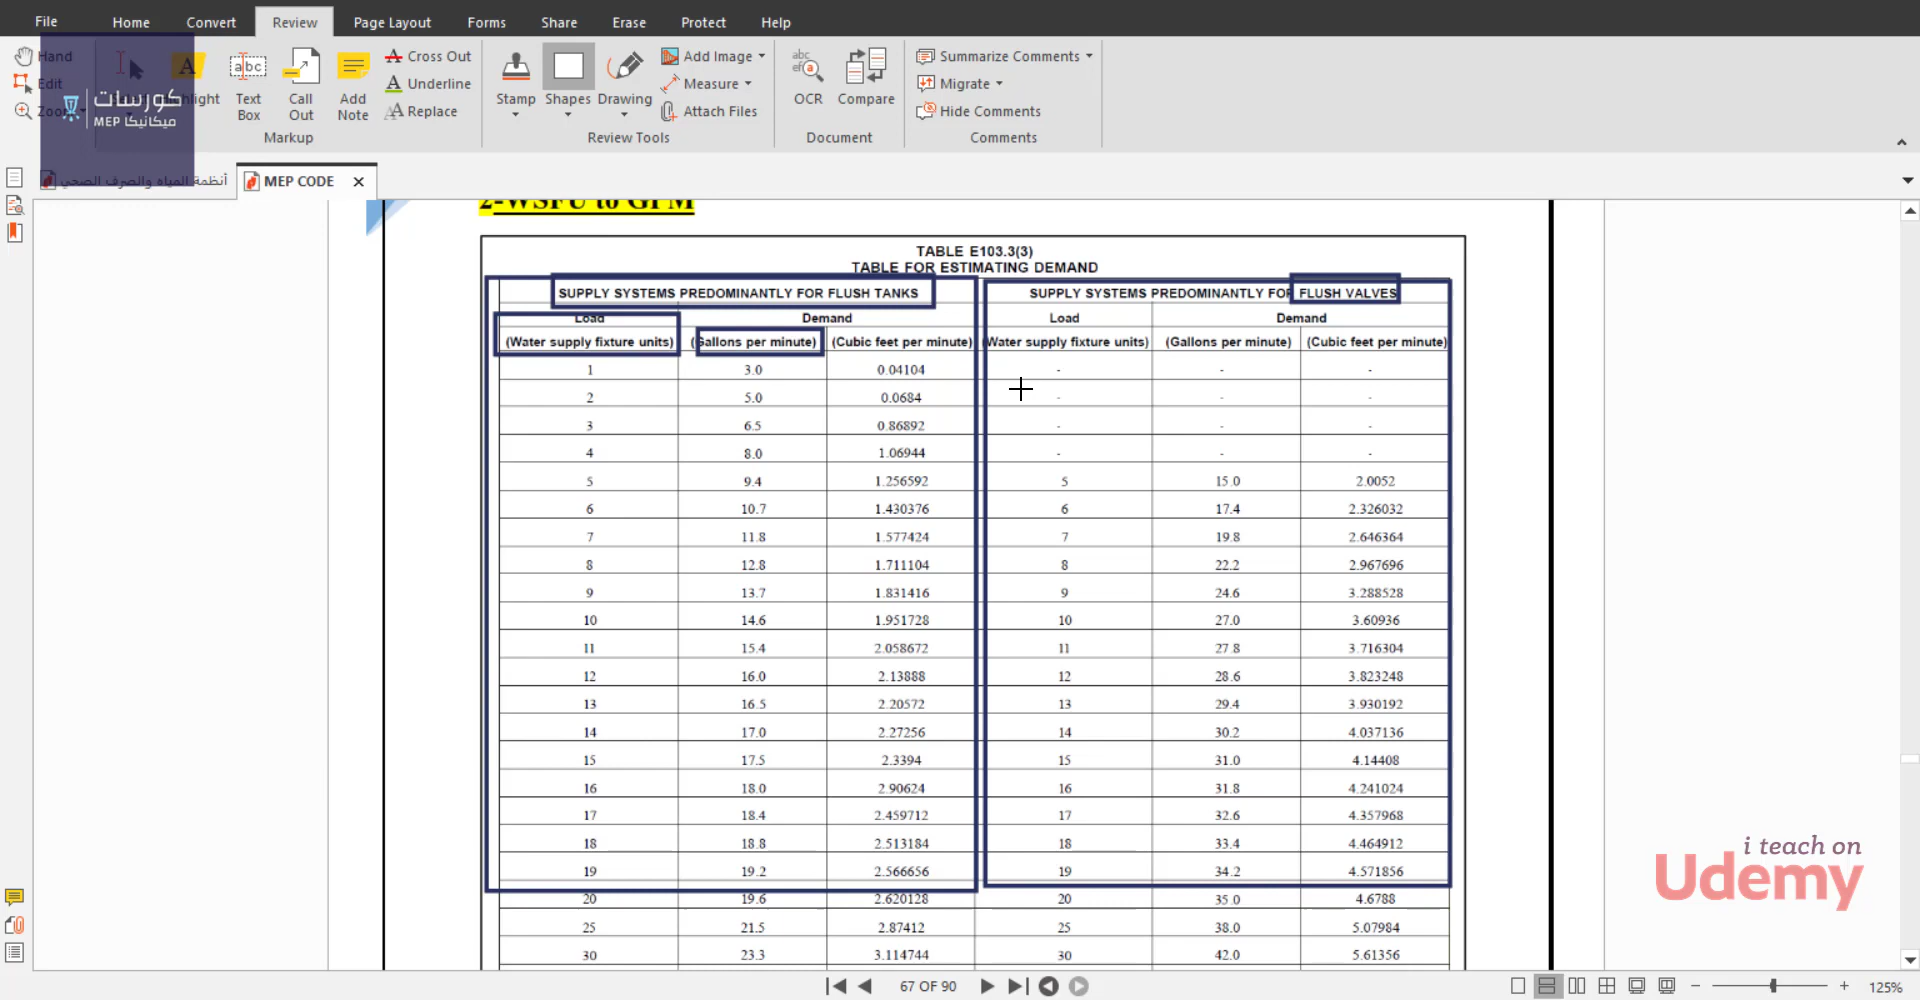 File Home Convert Review Page Layout Forms Share Erase Protect Help
Hand
Edit
كورسات
ميكانيكا MEP
Text Box
Call Out
Add Note
Cross Out
Underline
Replace
Markup
Stamp
Shapes
Drawing
Add Image
Measure
Attach Files
Review Tools
OCR
Compare
Document
Summarize Comments
Migrate
Hide Comments
Comments
أنظمة المياه والصرف الصحي
MEP CODE
2-WSFU to GPM
TABLE E103.3(3)
TABLE FOR ESTIMATING DEMAND
SUPPLY SYSTEMS PREDOMINANTLY FOR FLUSH TANKS SUPPLY SYSTEMS PREDOMINANTLY FOR FLUSH VALVES
Load Demand Load Demand
(Water supply fixture units) (Gallons per minute) (Cubic feet per minute) (Water supply fixture units) (Gallons per minute) (Cubic feet per minute)
1 3.0 0.04104 - - -
2 5.0 0.0684 - - -
3 6.5 0.86892 - - -
4 8.0 1.06944 - - -
5 9.4 1.256592 5 15.0 2.0052
6 10.7 1.430376 6 17.4 2.326032
7 11.8 1.577424 7 19.8 2.646364
8 12.8 1.711104 8 22.2 2.967696
9 13.7 1.831416 9 24.6 3.288528
10 14.6 1.951728 10 27.0 3.60936
11 15.4 2.058672 11 27.8 3.716304
12 16.0 2.13888 12 28.6 3.823248
13 16.5 2.20572 13 29.4 3.930192
14 17.0 2.27256 14 30.2 4.037136
15 17.5 2.3394 15 31.0 4.14408
16 18.0 2.90624 16 31.8 4.241024
17 18.4 2.459712 17 32.6 4.357968
18 18.8 2.513184 18 33.4 4.464912
19 19.2 2.566656 19 34.2 4.571856
20 19.6 2.620128 20 35.0 4.6788
25 21.5 2.87412 25 38.0 5.07984
30 23.3 3.114744 30 42.0 5.61356
i teach on
Udemy
67 OF 90
125%